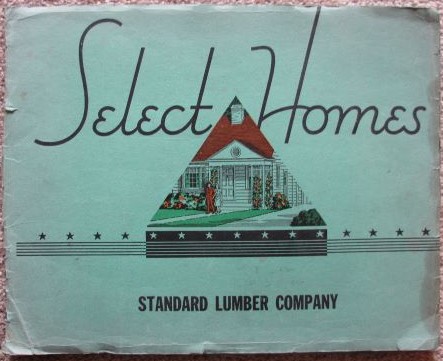 Select Homes
STANDARD LUMBER COMPANY